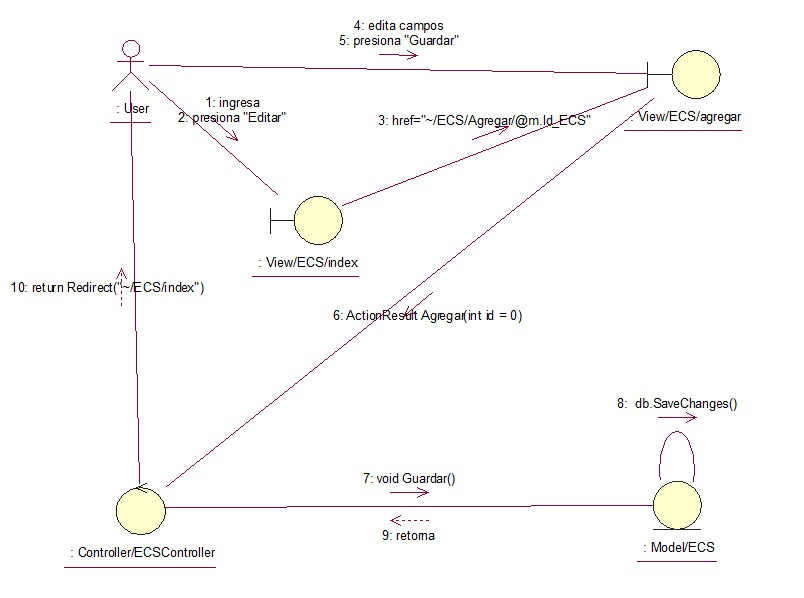 4: edita campos
5: presiona "Guardar"
: User
1: ingresa
2: presiona "Editar"
3: href="~/ECS/Agregar/@m.Id_ECS"
: View/ECS/agregar
: View/ECS/index
10: return Redirect("~/ECS/index")
6: ActionResult Agregar(int id = 0)
8: db.SaveChanges()
7: void Guardar()
9: retorna
: Controller/ECSController
: Model/ECS